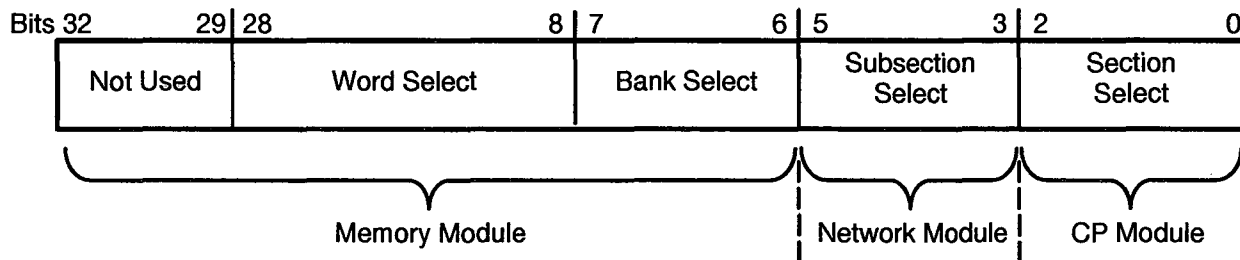 Bits 32 29 28 8 7 6 5 3 2 0
Not Used Word Select Bank Select Subsection Select Section Select
Memory Module Network Module CP Module